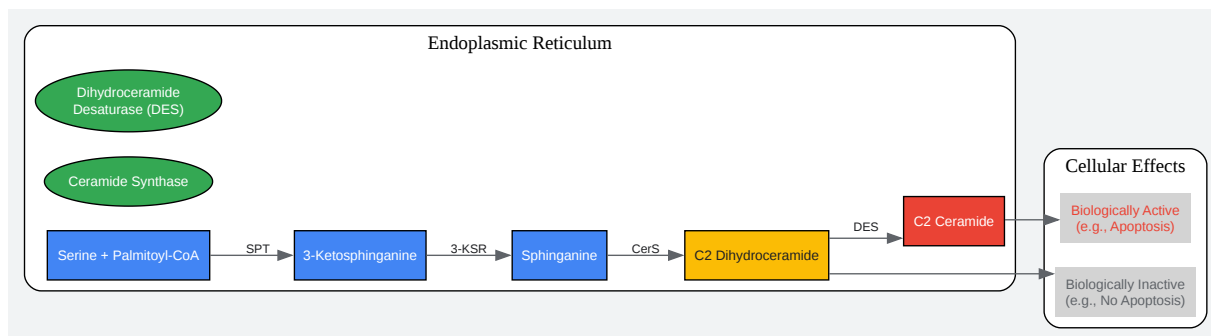 Endoplasmic Reticulum
Dihydroceramide
Desaturase (DES)
Ceramide Synthase
Serine + Palmitoyl-CoA
SPT
3-Ketosphinganine
3-KSR
Sphinganine
CerS
C2 Dihydroceramide
DES
C2 Ceramide
Cellular Effects
Biologically Active
(e.g., Apoptosis)
Biologically Inactive
(e.g., No Apoptosis)